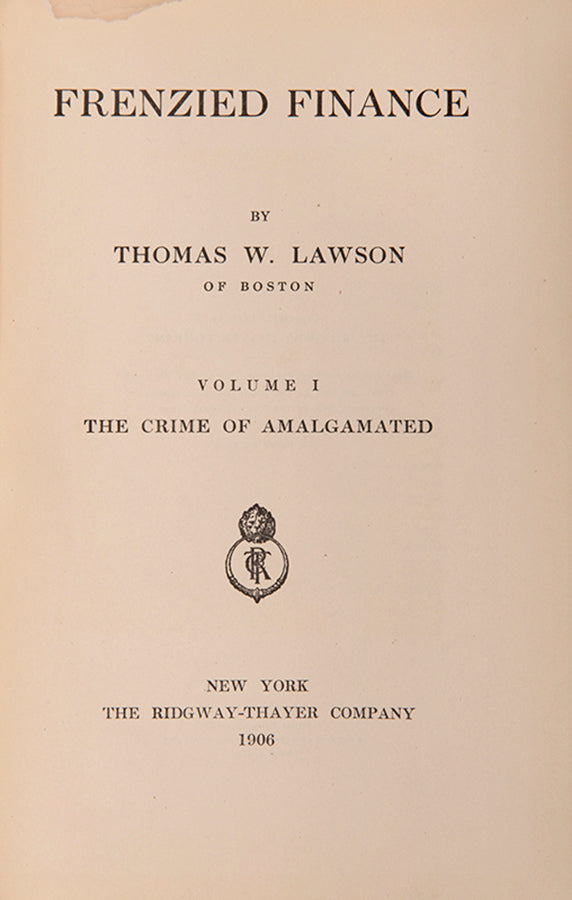 FRENZIED FINANCE
BY
THOMAS W. LAWSON
OF BOSTON
VOLUME I
THE CRIME OF AMALGAMATED
NEW YORK
THE RIDGWAY-THAYER COMPANY
1906